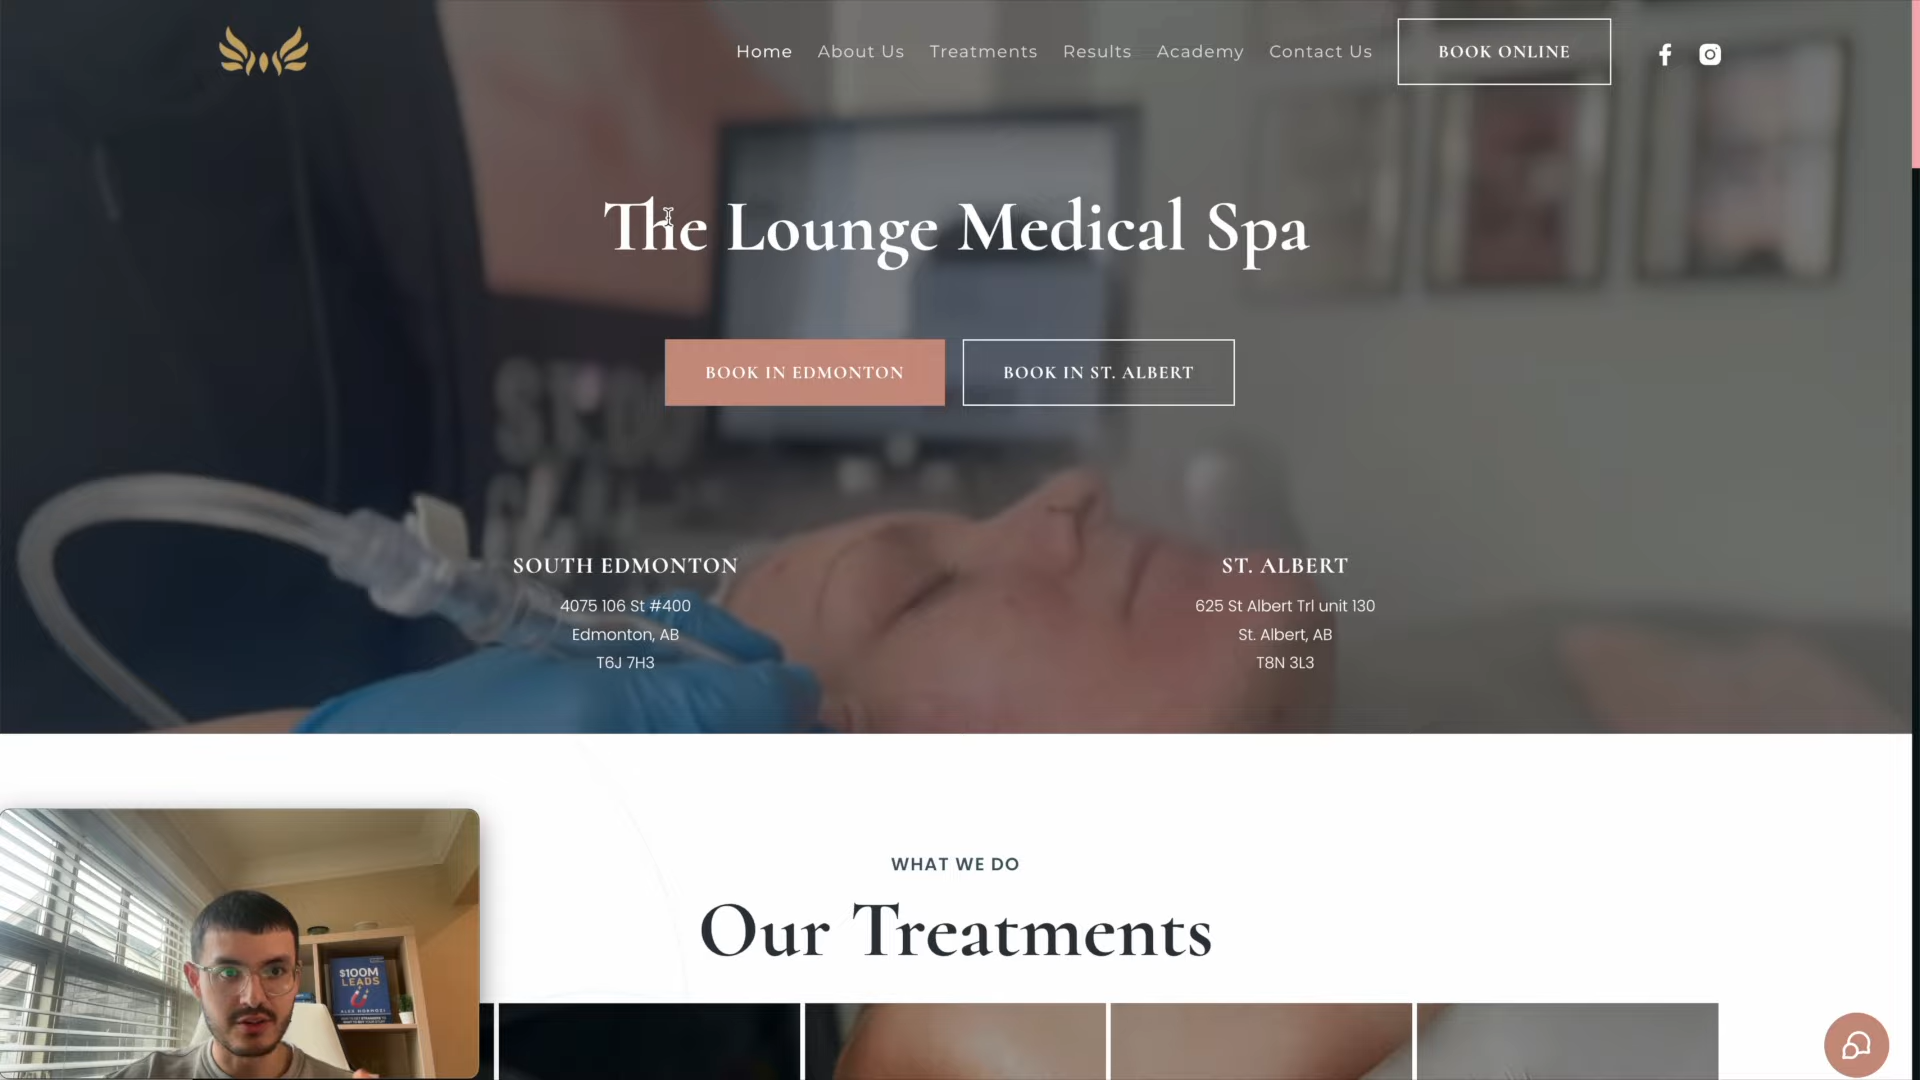 Home About Us Treatments Results Academy Contact Us BOOK ONLINE
The Lounge Medical Spa
BOOK IN EDMONTON BOOK IN ST. ALBERT
SOUTH EDMONTON
4075 106 St #400
Edmonton, AB
T6J 7H3
ST. ALBERT
625 St Albert Trl unit 130
St. Albert, AB
T8N 3L3
WHAT WE DO
Our Treatments
$100M
LEADS
ALEX HORMOZI